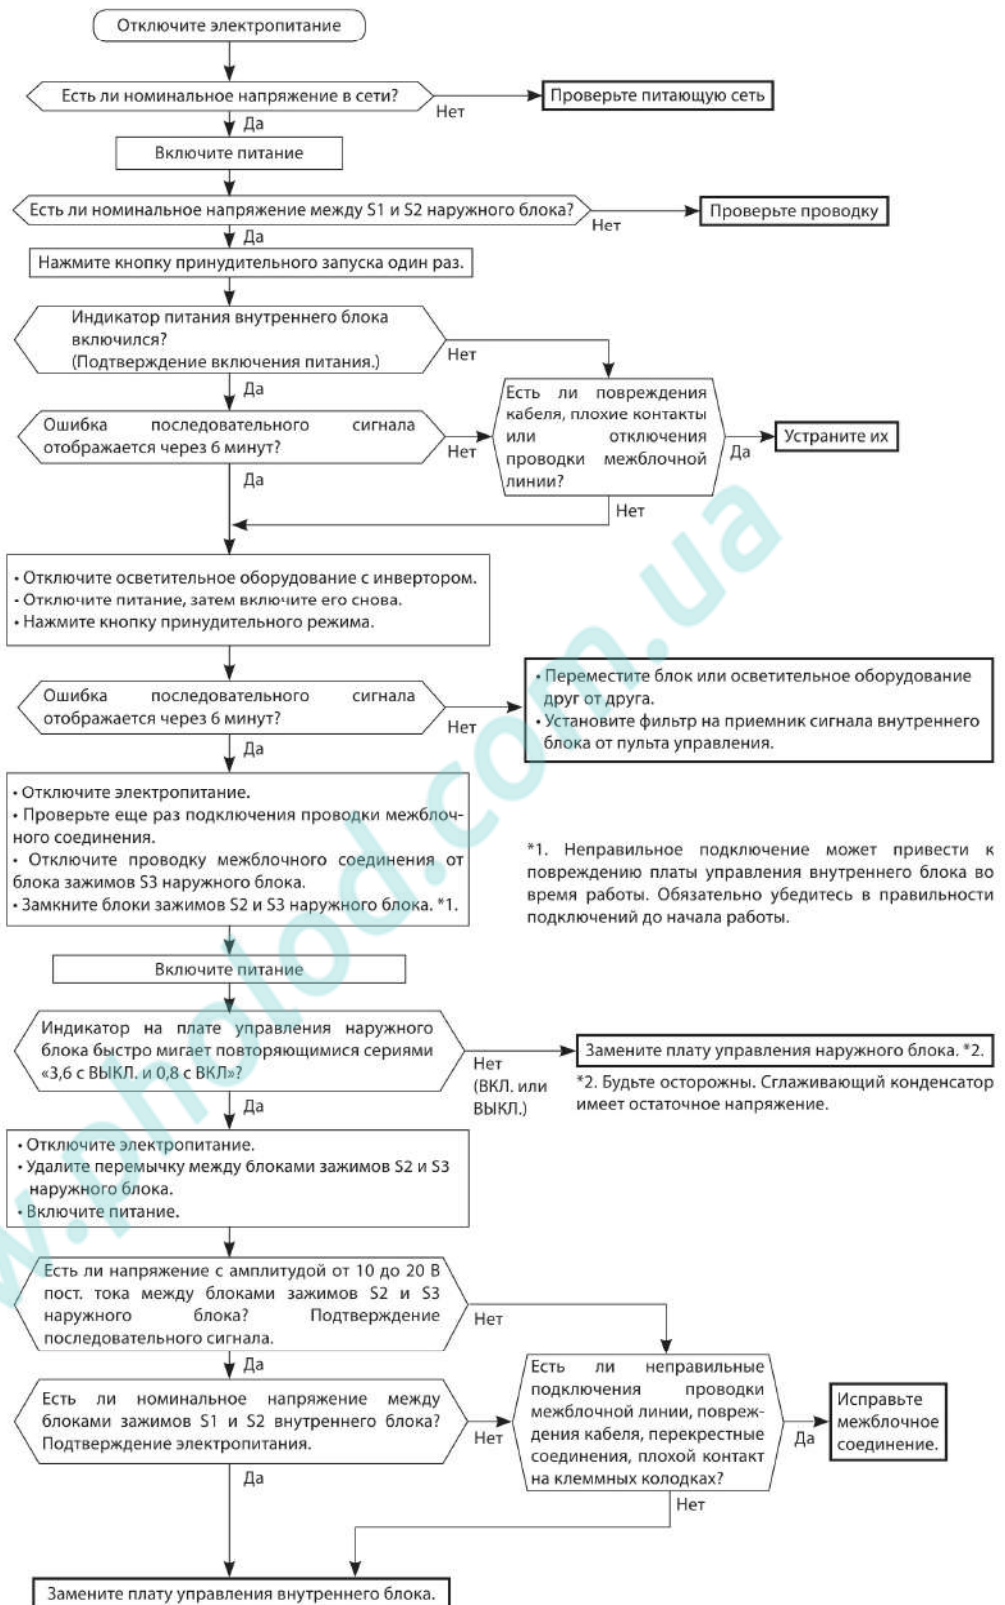 Отключите электропитание
Есть ли номинальное напряжение в сети?
Нет
Проверьте питающую сеть
Да
Включите питание
Есть ли номинальное напряжение между S1 и S2 наружного блока?
Нет
Проверьте проводку
Да
Нажмите кнопку принудительного запуска один раз.
Индикатор питания внутреннего блока
включился?
(Подтверждение включения питания.)
Нет
Да
Ошибка последовательного сигнала
отображается через 6 минут?
Нет
Есть ли повреждения
кабеля, плохие контакты
или отключения
проводки межблочной
линии?
Да
Устраните их
Да
Нет
• Отключите осветительное оборудование с инвертором.
- Отключите питание, затем включите его снова.
• Нажмите кнопку принудительного режима.
Ошибка последовательного сигнала
отображается через 6 минут?
Нет
• Переместите блок или осветительное оборудование
друг от друга.
• Установите фильтр на приемник сигнала внутреннего
блока от пульта управления.
Да
• Отключите электропитание.
• Проверьте еще раз подключения проводки межблоч-
ного соединения.
• Отключите проводку межблочного соединения от
блока зажимов S3 наружного блока.
• Замкните блоки зажимов S2 и S3 наружного блока. *1.
*1. Неправильное подключение может привести к
повреждению платы управления внутреннего блока во
время работы. Обязательно убедитесь в правильности
подключений до начала работы.
Включите питание
Индикатор на плате управления наружного
блока быстро мигает повторяющимися сериями
«3,6 с ВЫКЛ. и 0,8 с ВКЛ»?
Нет
(ВКЛ. или
ВЫКЛ.)
Замените плату управления наружного блока. *2.
*2. Будьте осторожны. Сглаживающий конденсатор
имеет остаточное напряжение.
Да
• Отключите электропитание.
• Удалите перемычку между блоками зажимов S2 и S3
наружного блока.
• Включите питание.
Есть ли напряжение с амплитудой от 10 до 20 В
пост. тока между блоками зажимов S2 и S3
наружного блока? Подтверждение
последовательного сигнала.
Нет
Да
Есть ли номинальное напряжение между
блоками зажимов S1 и S2 внутреннего блока?
Подтверждение электропитания.
Нет
Есть ли неправильные
подключения проводки
межблочной линии, повреж-
дения кабеля, перекрестные
соединения, плохой контакт
на клеммных колодках?
Да
Исправьте
межблочное
соединение.
Да
Нет
Замените плату управления внутреннего блока.
w.pholod.com.ua